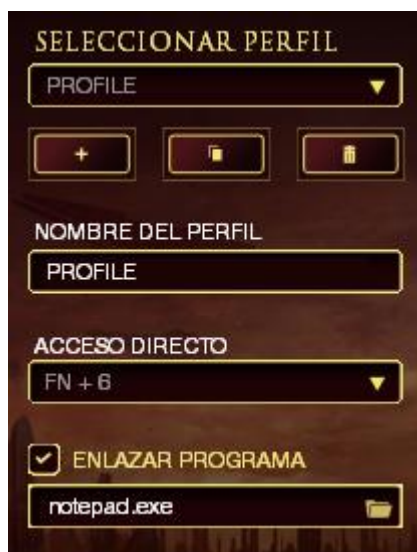 SELECCIONAR PERFIL
PROFILE
NOMBRE DEL PERFIL
PROFILE
ACCESO DIRECTO
FN + 6
ENLAZAR PROGRAMA
notepad.exe